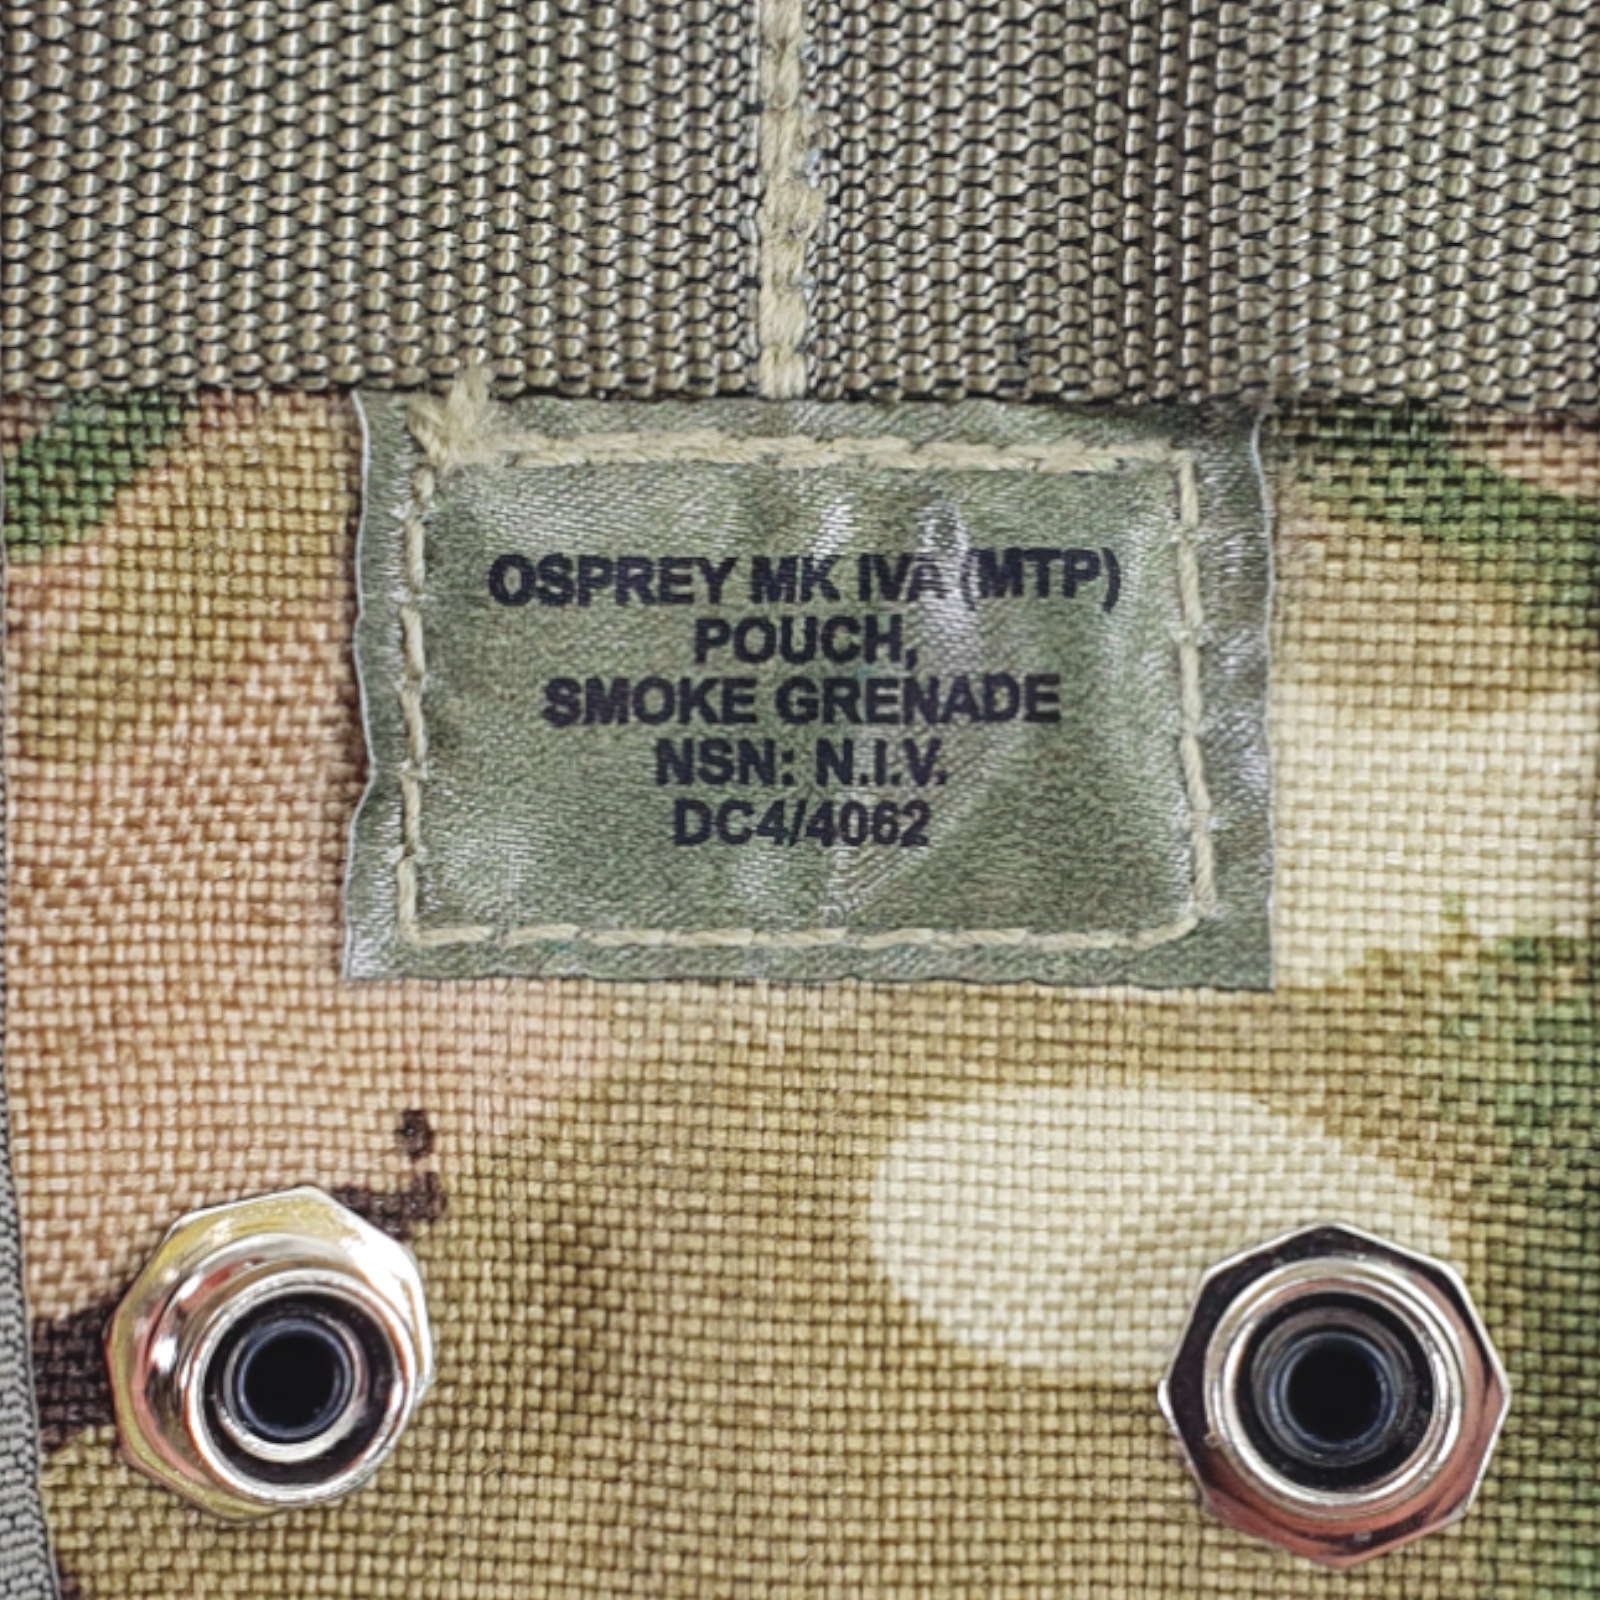 OSPREY MK IVA (MTP)
POUCH,
SMOKE GRENADE
NSN: N.I.V.
DC4/4062